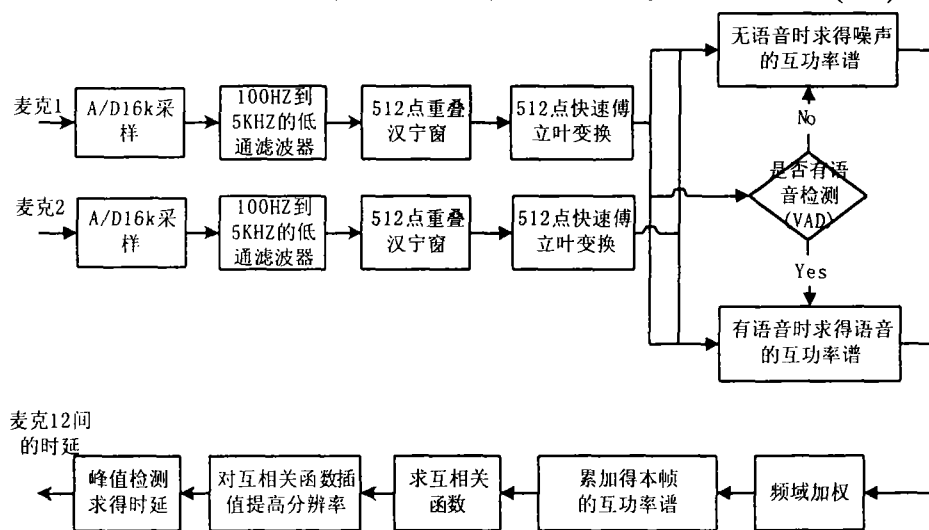 无语音时求得噪声
的互功率谱
麦克1
A/D16k采
样
100HZ到
5KHZ的低
通滤波器
512点重叠
汉宁窗
512点快速傅
立叶变换
No
是否有语
音检测
(VAD)
麦克2
A/D16k采
样
100HZ到
5KHZ的低
通滤波器
512点重叠
汉宁窗
512点快速傅
立叶变换
Yes
有语音时求得语音
的互功率谱
麦克12间
的时延
峰值检测
求得时延
对互相关函数插
值提高分辨率
求互相关
函数
累加得本帧
的互功率谱
频域加权